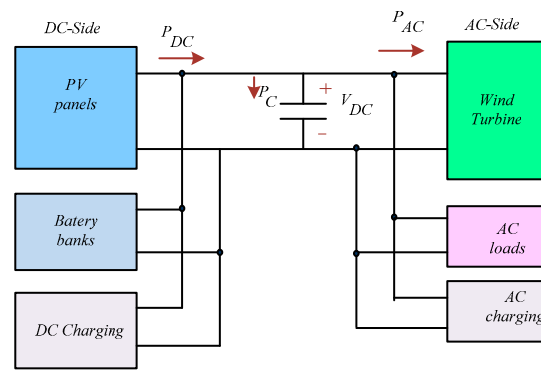 DC-Side
AC-Side
P_DC
P_AC
PV
panels
P_C
+
V_DC
−
Wind
Turbine
Batery
banks
AC
loads
DC Charging
AC
charging